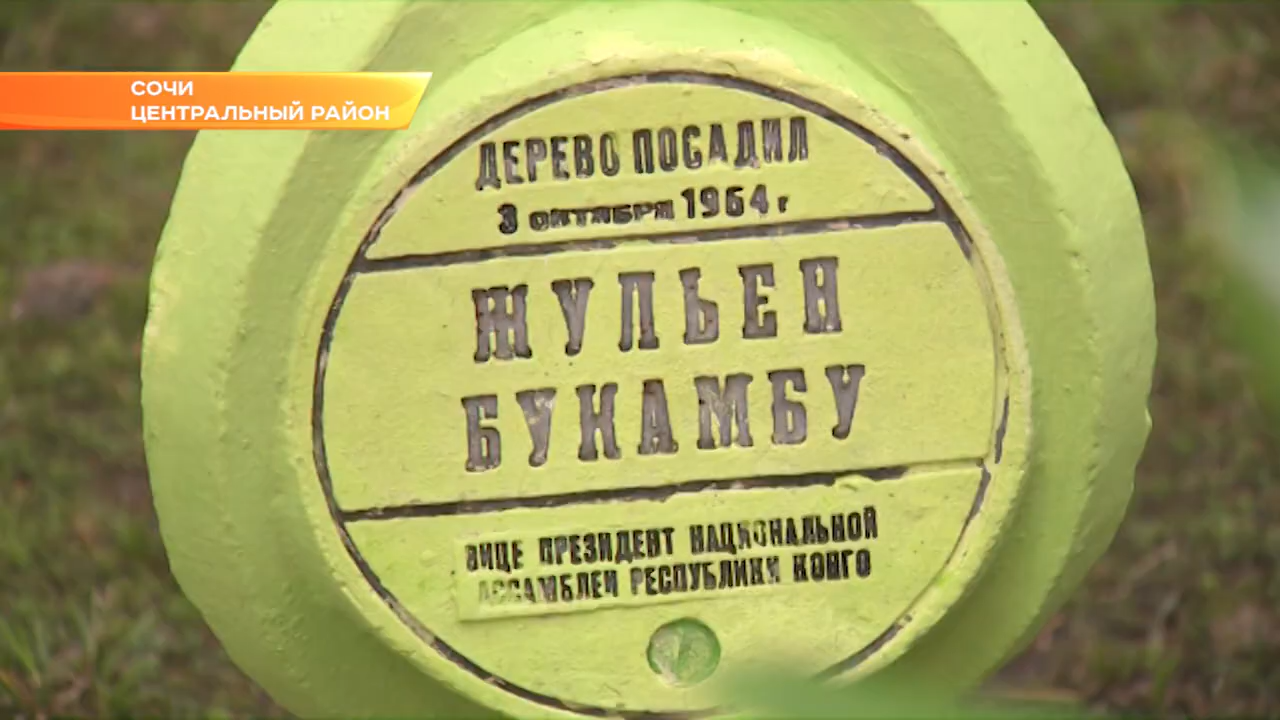 СОЧИ
ЦЕНТРАЛЬНЫЙ РАЙОН
ДЕРЕВО ПОСАДИЛ
3 ОКТЯБРЯ 1964 г
ЖУЛЬЕН
БУКАМБУ
ВИЦЕ ПРЕЗИДЕНТ НАЦИОНАЛЬНОЙ
АССАМБЛЕИ РЕСПУБЛИКИ КОНГО